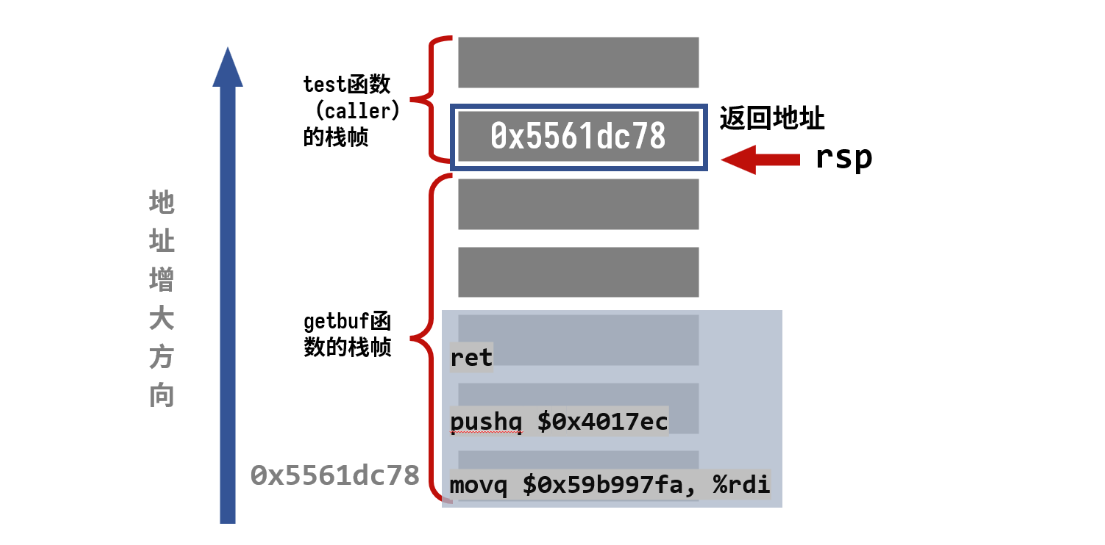 test函数
（caller）
的栈帧
0x5561dc78
返回地址
rsp
地
址
增
大
方
向
getbuf函
数的栈帧
ret
pushq $0x4017ec
0x5561dc78
movq $0x59b997fa, %rdi